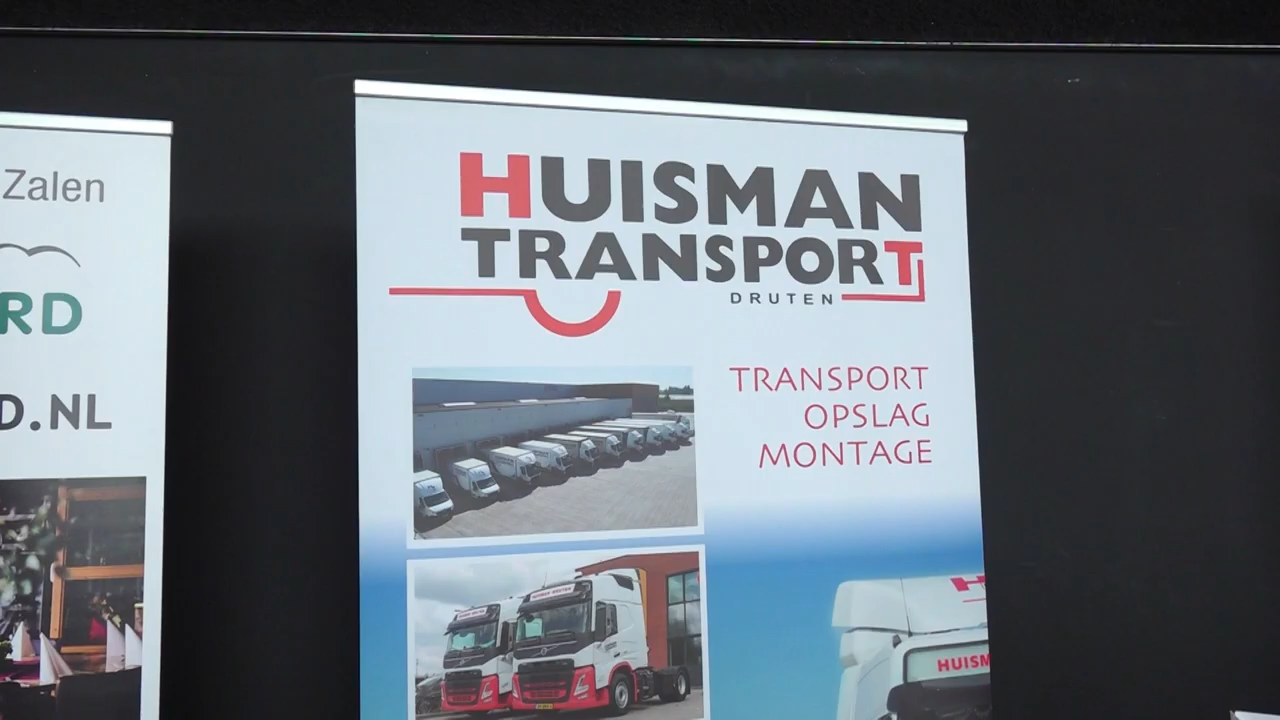 Zalen
RD
D.NL
HUISMAN
TRANSPORT
DRUTEN
TRANSPORT
OPSLAG
MONTAGE
HUISM